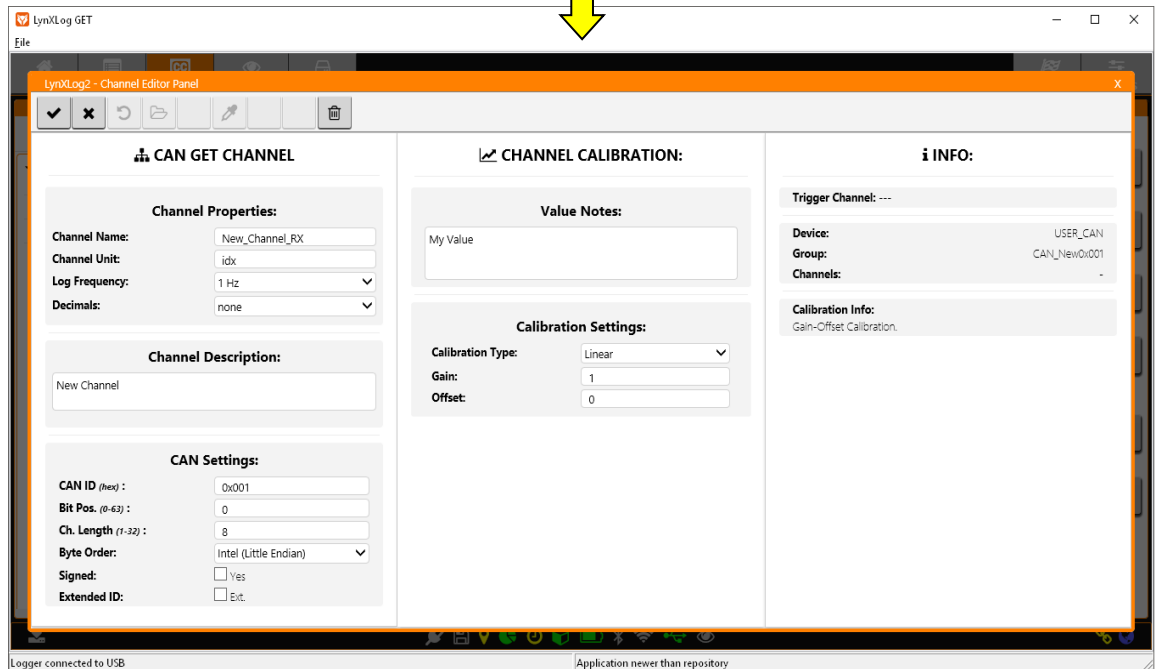 LynXLog GET
File
CC
LynXLog2 - Channel Editor Panel
X
CAN GET CHANNEL
Channel Properties:
Channel Name: New_Channel_RX
Channel Unit: idx
Log Frequency: 1 Hz
Decimals: none
Channel Description:
New Channel
CAN Settings:
CAN ID (hex) : 0x001
Bit Pos. (0-63) : 0
Ch. Length (1-32) : 8
Byte Order: Intel (Little Endian)
Signed: Yes
Extended ID: Ext.
CHANNEL CALIBRATION:
Value Notes:
My Value
Calibration Settings:
Calibration Type: Linear
Gain: 1
Offset: 0
INFO:
Trigger Channel: ---
Device: USER_CAN
Group: CAN_New0x001
Channels: -
Calibration Info:
Gain-Offset Calibration.
Logger connected to USB
Application newer than repository